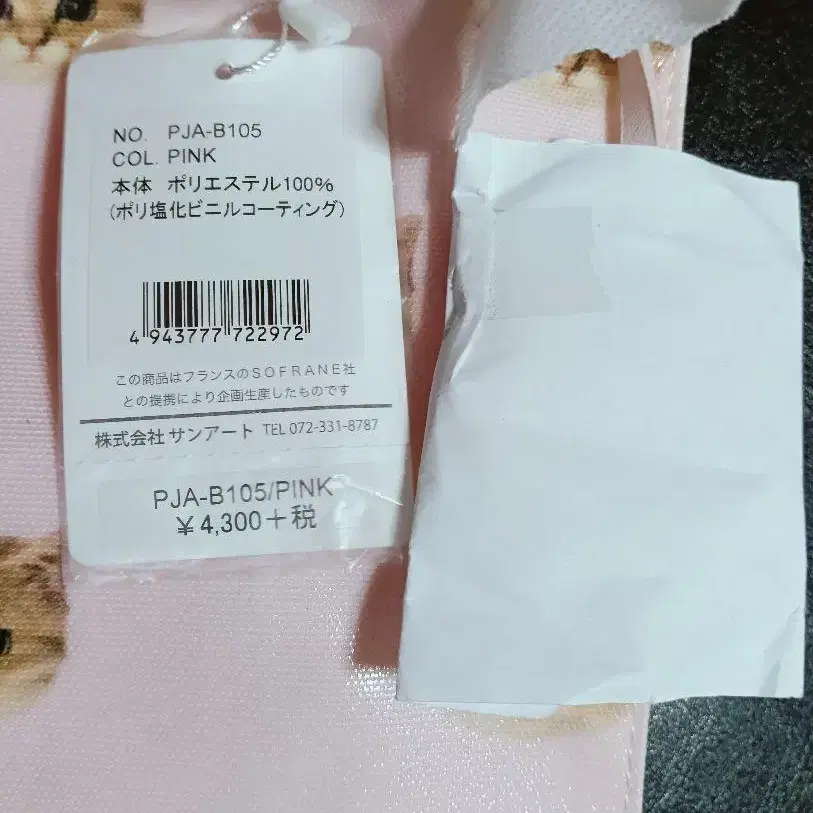 NO. PJA-B105
COL. PINK
本体 ポリエステル100%
(ポリ塩化ビニルコーティング)
4 943777 722972
この商品はフランスのSOFRANE社
との提携により企画生産したものです
株式会社 サンアート TEL 072-331-8787
PJA-B105/PINK
¥4,300+税